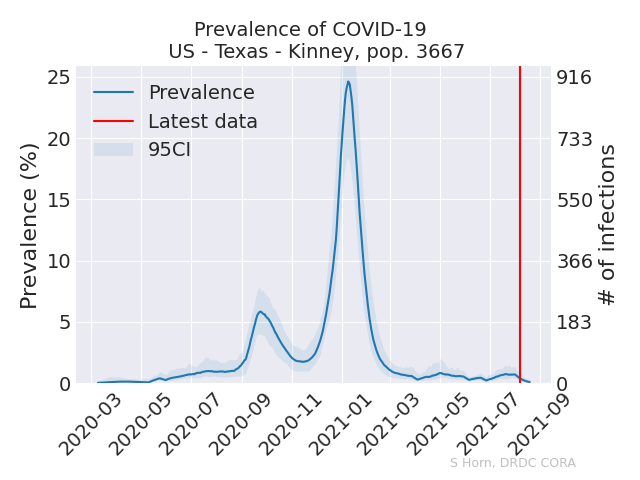 Prevalence of COVID-19
US - Texas - Kinney, pop. 3667
Prevalence
Latest data
95CI
Prevalence (%)
25
20
15
10
5
0
916
733
550
366
183
0
# of infections
2020-03
2020-05
2020-07
2020-09
2020-11
2021-01
2021-03
2021-05
2021-07
2021-09
S Horn, DRDC CORA